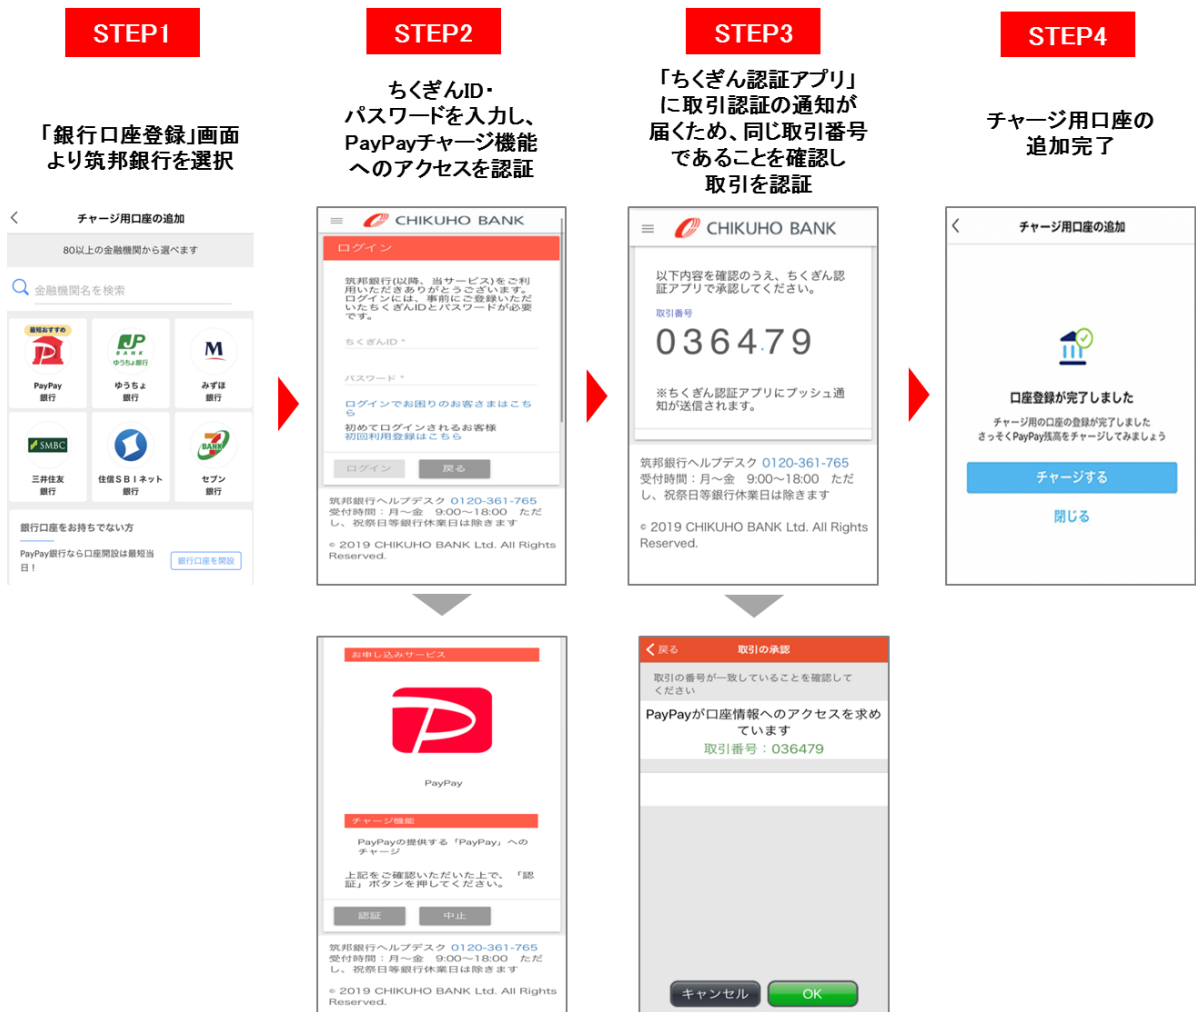 STEP1
「銀行口座登録」画面
より筑邦銀行を選択
チャージ用口座の追加
80以上の金融機関から選べます
金融機関名を検索
最短おすすめ
PayPay
銀行
JP
BANK
ゆうちょ銀行
ゆうちょ
銀行
M
みずほ
銀行
SMBC
三井住友
銀行
住信SBIネット
銀行
BANK
セブン
銀行
銀行口座をお持ちでない方
PayPay銀行なら口座開設は最短当
日！
銀行口座を開設
STEP2
ちくぎんID・
パスワードを入力し、
PayPayチャージ機能
へのアクセスを認証
CHIKUHO BANK
ログイン
筑邦銀行(以降、当サービス)をご利
用いただきありがとうございます。
ログインには、事前にご登録いただ
いたちくぎんIDとパスワードが必要
です。
ちくぎんID *
パスワード *
ログインでお困りのお客さまはこち
ら
初めてログインされるお客様
初回利用登録はこちら
ログイン
戻る
筑邦銀行ヘルプデスク 0120-361-765
受付時間：月～金 9:00～18:00 ただ
し、祝祭日等銀行休業日は除きます
© 2019 CHIKUHO BANK Ltd. All Rights
Reserved.
お申し込みサービス
PayPay
チャージ機能
PayPayの提供する「PayPay」への
チャージ
上記をご確認いただいた上で、「認
証」ボタンを押してください。
認証
中止
筑邦銀行ヘルプデスク 0120-361-765
受付時間：月～金 9:00～18:00 ただ
し、祝祭日等銀行休業日は除きます
© 2019 CHIKUHO BANK Ltd. All Rights
Reserved.
STEP3
「ちくぎん認証アプリ」
に取引認証の通知が
届くため、同じ取引番号
であることを確認し
取引を認証
CHIKUHO BANK
以下内容を確認のうえ、ちくぎん認
証アプリで承認してください。
取引番号
036479
※ちくぎん認証アプリにプッシュ通
知が送信されます。
筑邦銀行ヘルプデスク 0120-361-765
受付時間：月～金 9:00～18:00 ただ
し、祝祭日等銀行休業日は除きます
© 2019 CHIKUHO BANK Ltd. All Rights
Reserved.
戻る
取引の承認
取引の番号が一致していることを確認して
ください
PayPayが口座情報へのアクセスを求め
ています
取引番号：036479
キャンセル
OK
STEP4
チャージ用口座の
追加完了
チャージ用口座の追加
口座登録が完了しました
チャージ用の口座の登録が完了しました
さっそくPayPay残高をチャージしてみましょう
チャージする
閉じる